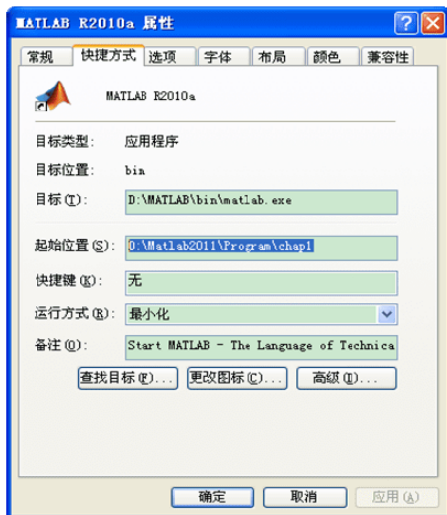 MATLAB R2010a 属性
常规 快捷方式 选项 字体 布局 颜色 兼容性
MATLAB R2010a
目标类型: 应用程序
目标位置: bin
目标(T): D:\MATLAB\bin\matlab.exe
起始位置(S): O:\Matlab2011\Program\chap1
快捷键(K): 无
运行方式(R): 最小化
备注(O): Start MATLAB - The Language of Technica
查找目标(F)... 更改图标(C)... 高级(D)...
确定 取消 应用(A)